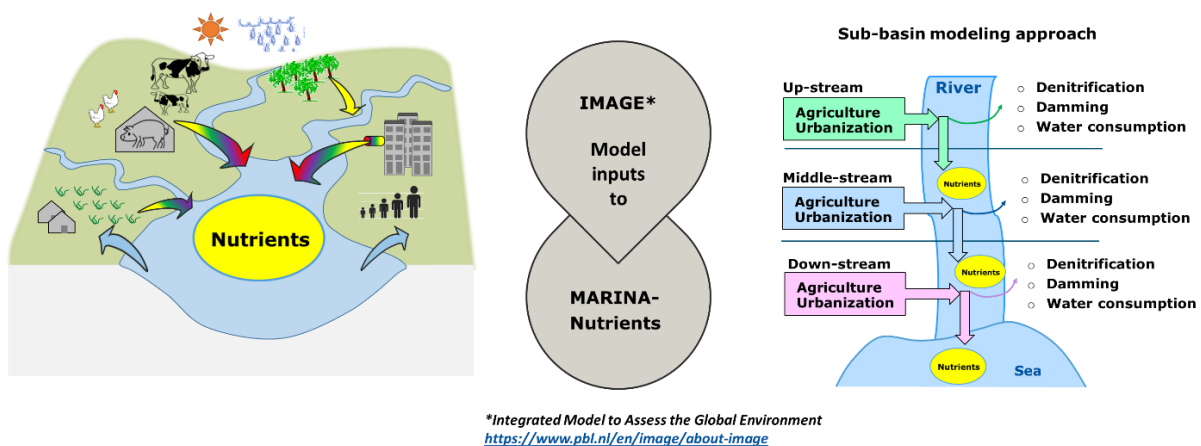 Nutrients
IMAGE*
Model
inputs
to
MARINA-
Nutrients
Sub-basin modeling approach
Up-stream
River
Agriculture
Urbanization
o Denitrification
o Damming
o Water consumption
Nutrients
Middle-stream
Agriculture
Urbanization
o Denitrification
o Damming
o Water consumption
Nutrients
Down-stream
Agriculture
Urbanization
o Denitrification
o Damming
o Water consumption
Nutrients
Sea
*Integrated Model to Assess the Global Environment
https://www.pbl.nl/en/image/about-image